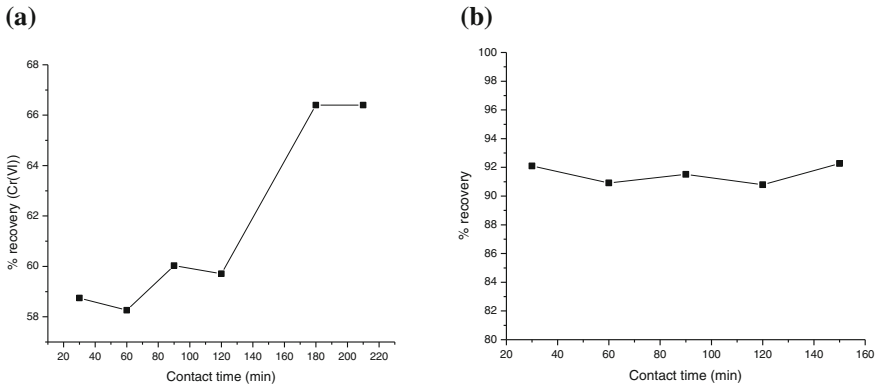 (a)
68
66
64
62
60
58
% recovery (Cr(VI))
20 40 60 80 100 120 140 160 180 200 220
Contact time (min)
(b)
100
98
96
94
92
90
88
86
84
82
80
% recovery
20 40 60 80 100 120 140 160
Contact time (min)